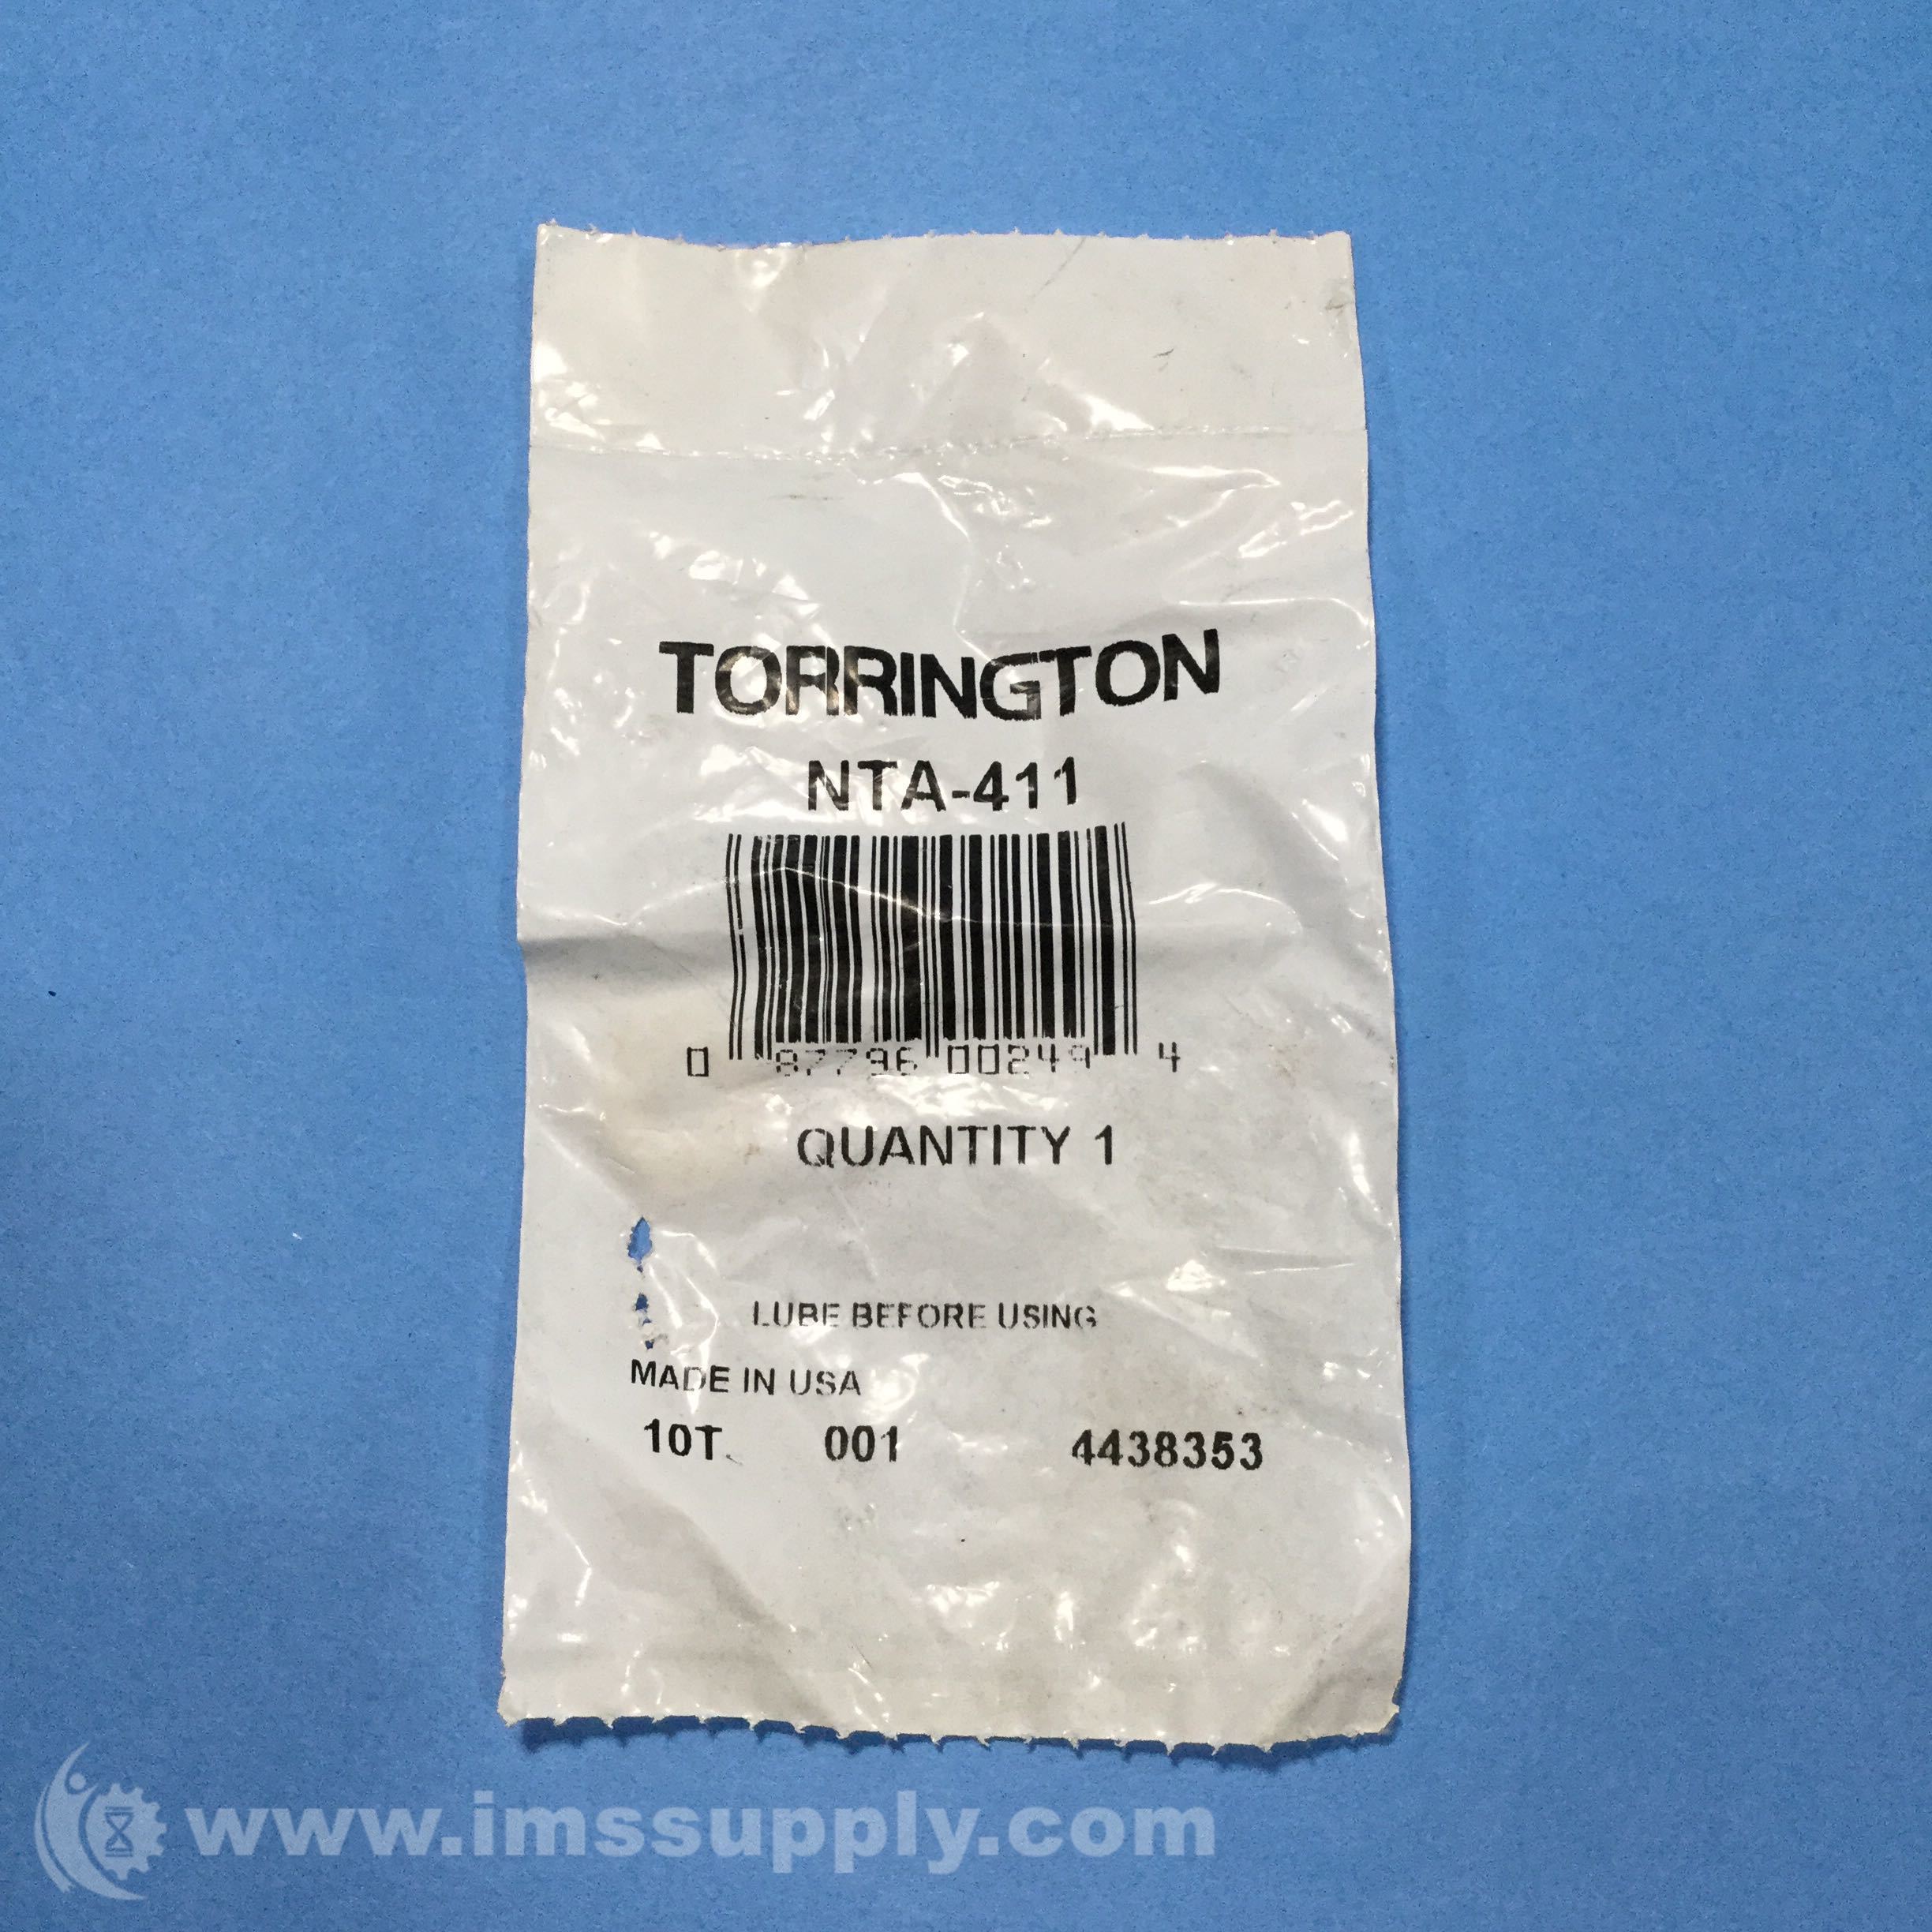 TORRINGTON
NTA-411
0 87796 00249 4
QUANTITY 1
LUBE BEFORE USING
MADE IN USA
10T 001 4438353
www.imssupply.com